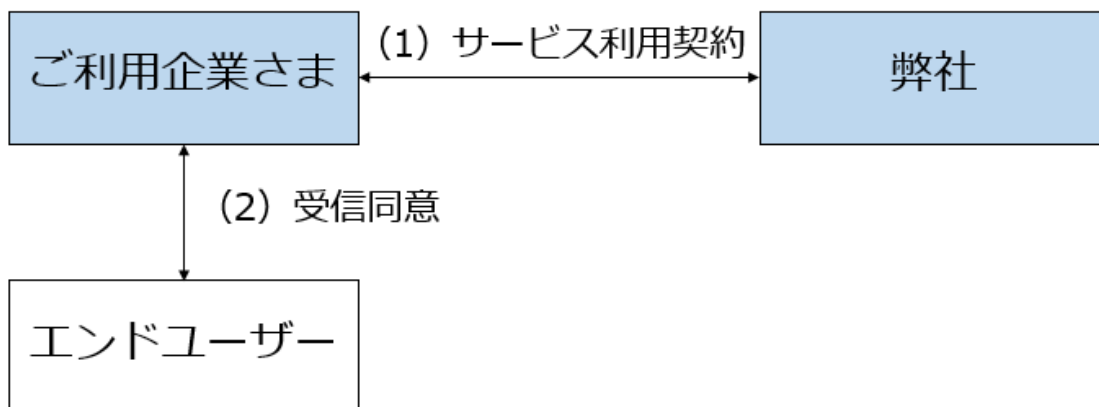 ご利用企業さま
(1) サービス利用契約
弊社
(2) 受信同意
エンドユーザー